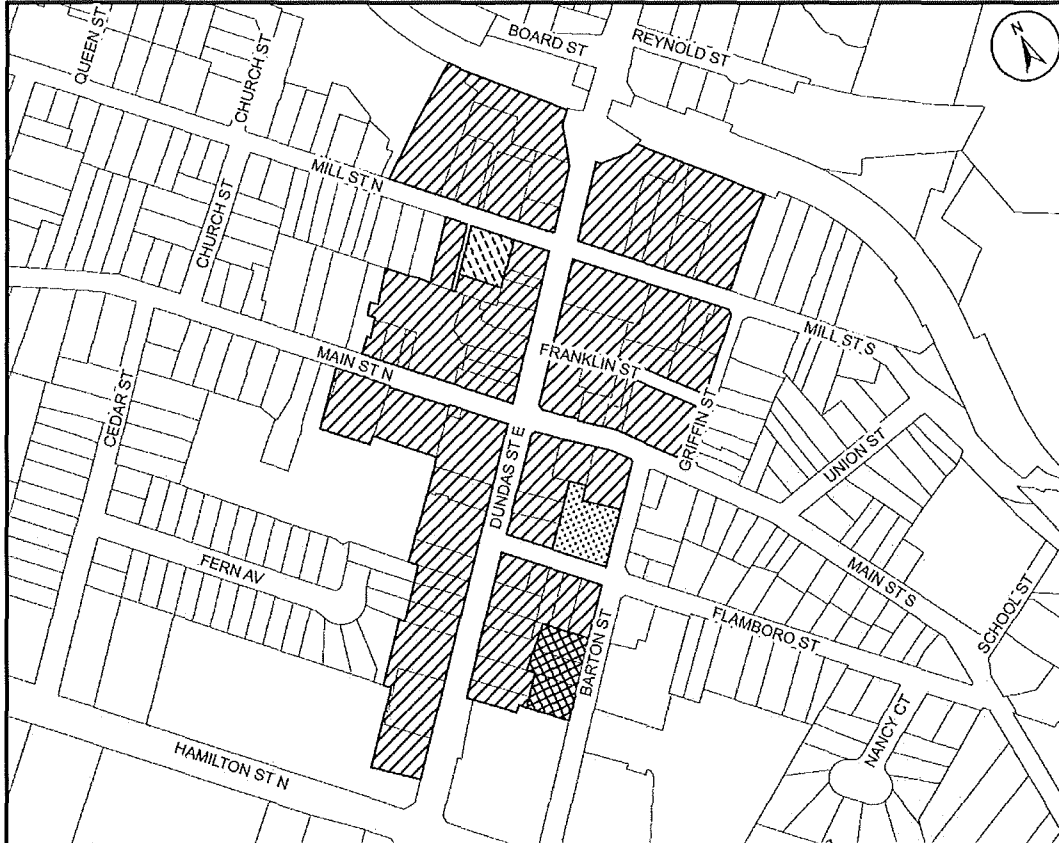 BOARD ST
REYNOLD ST
N
QUEEN ST
CHURCH ST
MILL ST N
CHURCH ST
MAIN ST N
FRANKLIN ST
MILL ST S
GRIFFIN ST
UNION ST
CEDAR ST
DUNDAS ST E
MAIN ST S
SCHOOL ST
FERN AV
FLAMBORO ST
BARTON ST
NANCY CT
HAMILTON ST N